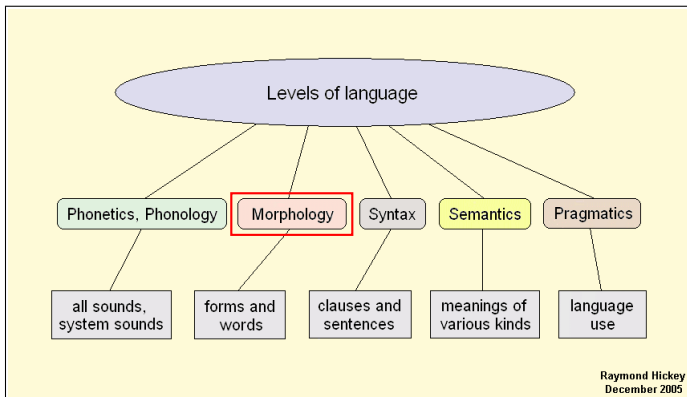 Levels of language
Phonetics, Phonology
Morphology
Syntax
Semantics
Pragmatics
all sounds,
system sounds
forms and
words
clauses and
sentences
meanings of
various kinds
language
use
Raymond Hickey
December 2005